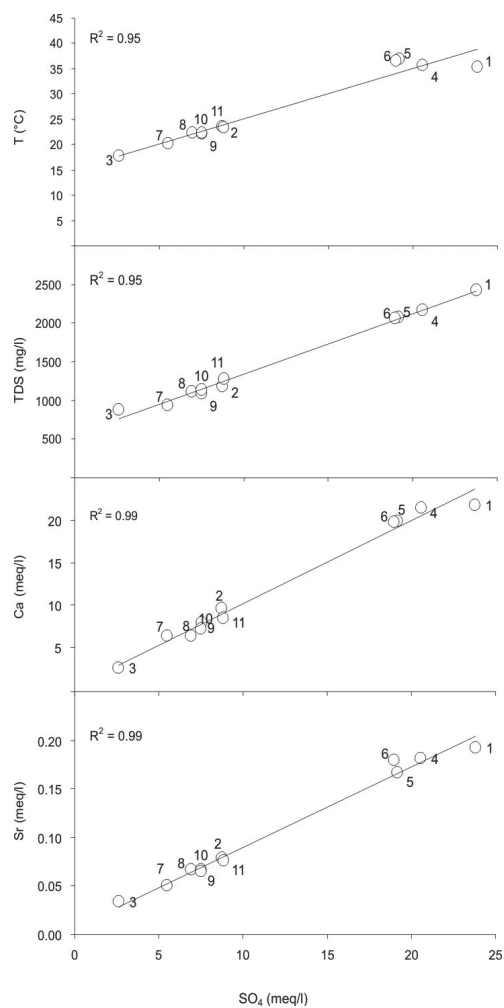 45
R² = 0.95
40
35
30
25
20
15
10
5
T (°C)
6 5 4 1
3 7 8 10 9 11 2
2500
R² = 0.95
2000
1500
1000
500
TDS (mg/l)
6 5 4 1
3 7 8 10 9 11 2
R² = 0.99
20
15
10
5
Ca (meq/l)
6 5 4 1
3 7 8 10 9 2 11
0.20
R² = 0.99
0.15
0.10
0.05
0.00
Sr (meq/l)
6 5 4 1
3 7 8 10 9 2 11
0 5 10 15 20 25
SO₄ (meq/l)